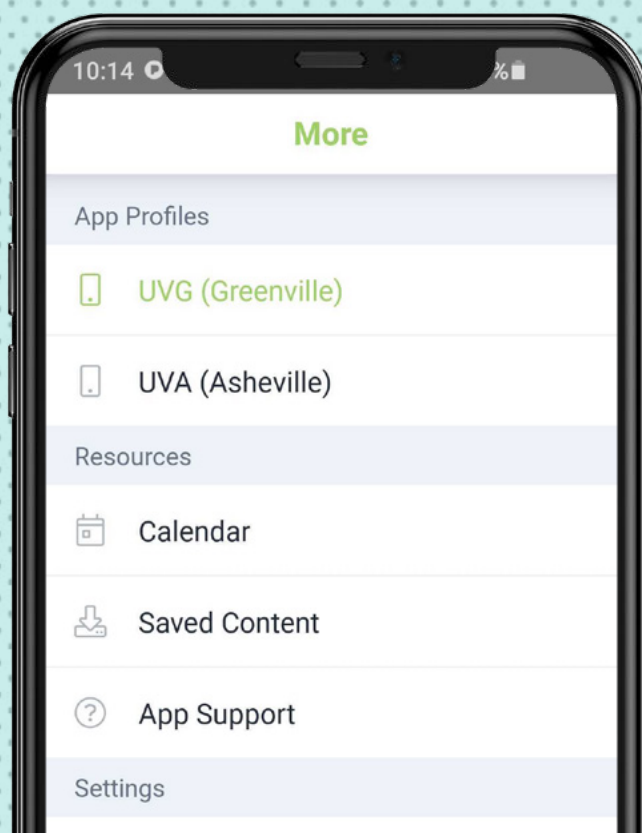 10:14
%
More
App Profiles
UVG (Greenville)
UVA (Asheville)
Resources
Calendar
Saved Content
App Support
Settings